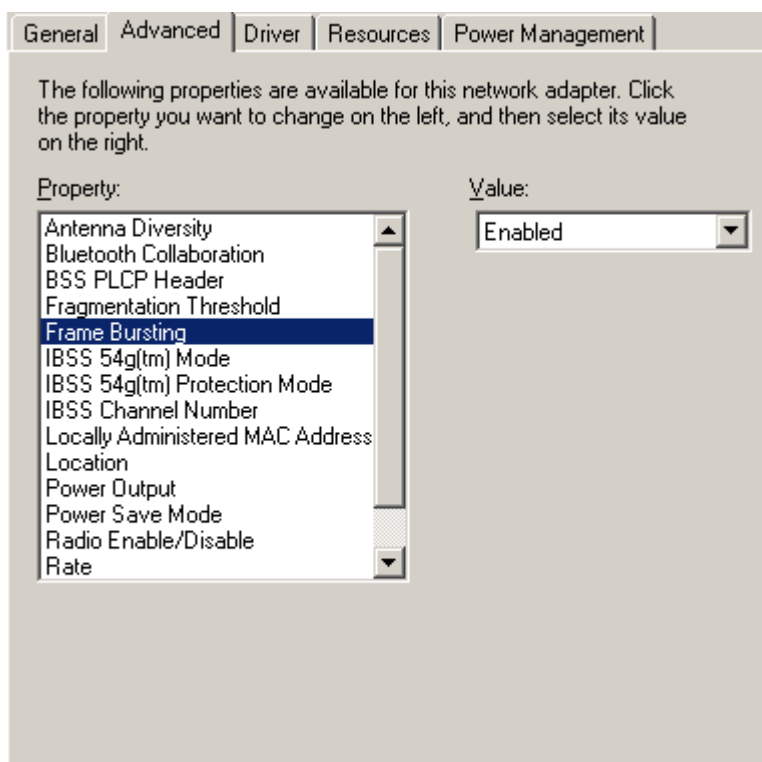 General Advanced Driver Resources Power Management
The following properties are available for this network adapter. Click
the property you want to change on the left, and then select its value
on the right.
Property: Value:
Antenna Diversity Enabled
Bluetooth Collaboration
BSS PLCP Header
Fragmentation Threshold
Frame Bursting
IBSS 54g(tm) Mode
IBSS 54g(tm) Protection Mode
IBSS Channel Number
Locally Administered MAC Address
Location
Power Output
Power Save Mode
Radio Enable/Disable
Rate